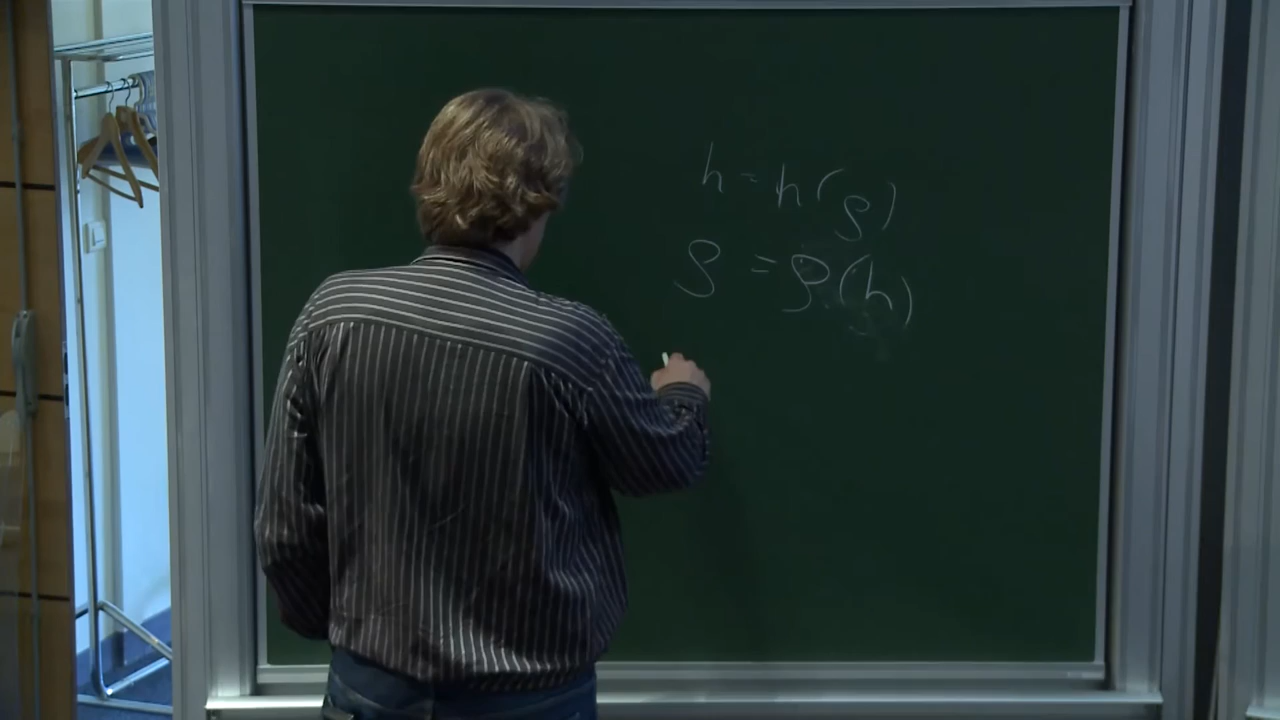 h = h(ρ)
ρ = ρ(h)